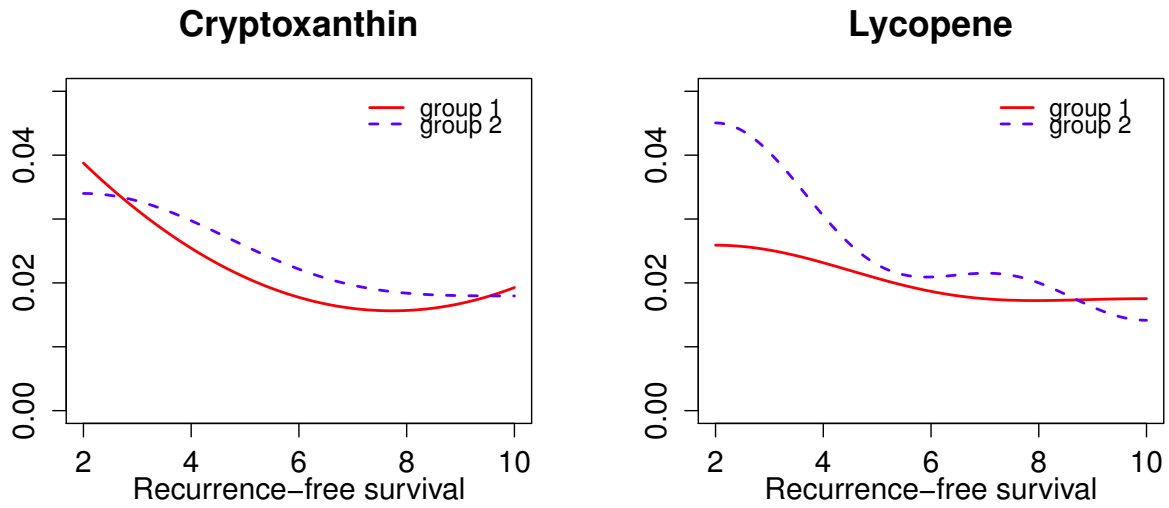 Cryptoxanthin
group 1
group 2
0.04
0.02
0.00
2 4 6 8 10
Recurrence−free survival
Lycopene
group 1
group 2
0.04
0.02
0.00
2 4 6 8 10
Recurrence−free survival